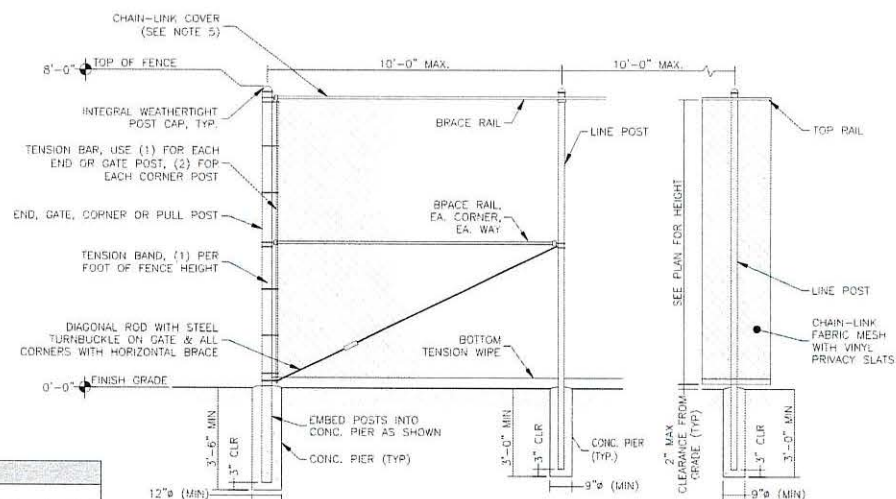 CHAIN-LINK COVER
(SEE NOTE 5)
8'-0"
TOP OF FENCE
10'-0" MAX.
10'-0" MAX.
INTEGRAL WEATHERTIGHT
POST CAP, TYP.
BRACE RAIL
LINE POST
TOP RAIL
TENSION BAR, USE (1) FOR EACH
END OR GATE POST, (2) FOR
EACH CORNER POST
END, GATE, CORNER OR PULL POST
BRACE RAIL,
EA. CORNER,
EA. WAY
SEE PLAN FOR HEIGHT
TENSION BAND, (1) PER
FOOT OF FENCE HEIGHT
LINE POST
DIAGONAL ROD WITH STEEL
TURNBUCKLE ON GATE & ALL
CORNERS WITH HORIZONTAL BRACE
BOTTOM
TENSION WIRE
CHAIN-LINK
FABRIC MESH
WITH VINYL
PRIVACY SLATS
0'-0"
FINISH GRADE
3'-6" MIN
3" CLR
EMBED POSTS INTO
CONC. PIER AS SHOWN
CONC. PIER (TYP)
12"ø (MIN)
3'-0" MIN
3" CLR
CONC. PIER
(TYP.)
9"ø (MIN)
2" MAX
CLEARANCE FROM
GRADE (TYP)
3" CLR
3'-0" MIN
9"ø (MIN)